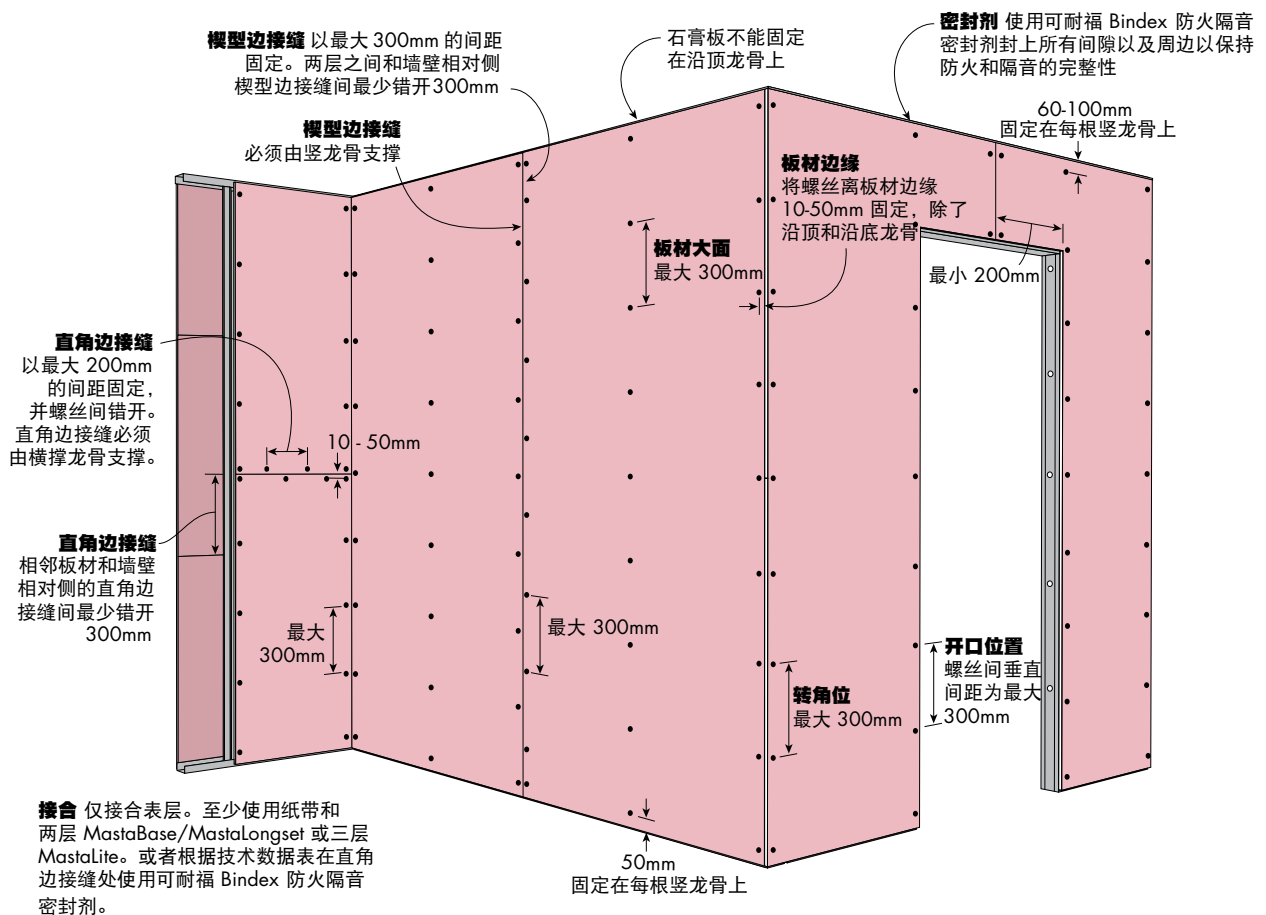 楔型边接缝 以最大 300mm 的间距
固定。两层之间和墙壁相对侧
楔型边接缝间最少错开300mm
石膏板不能固定
在沿顶龙骨上
密封剂 使用可耐福 Bindex 防火隔音
密封剂封上所有间隙以及周边以保持
防火和隔音的完整性
60-100mm
固定在每根竖龙骨上
楔型边接缝
必须由竖龙骨支撑
板材边缘
将螺丝离板材边缘
10-50mm 固定，除了
沿顶和沿底龙骨
板材大面
最大 300mm
最小 200mm
直角边接缝
以最大 200mm
的间距固定，
并螺丝间错开。
直角边接缝必须
由横撑龙骨支撑。
10 - 50mm
直角边接缝
相邻板材和墙壁
相对侧的直角边
接缝间最少错开
300mm
最大
300mm
最大 300mm
转角位
最大 300mm
开口位置
螺丝间垂直
间距为最大
300mm
接合 仅接合表层。至少使用纸带和
两层 MastaBase/MastaLongset 或三层
MastaLite。或者根据技术数据表在直角
边接缝处使用可耐福 Bindex 防火隔音
密封剂。
50mm
固定在每根竖龙骨上